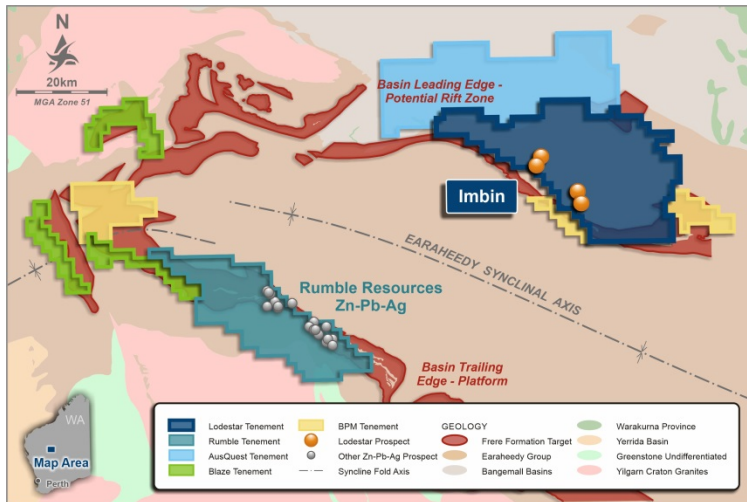 N
20km
MGA Zone 51
Basin Leading Edge -
Potential Rift Zone
Imbin
EARAHEEDY SYNCLINAL AXIS
Rumble Resources
Zn-Pb-Ag
Basin Trailing
Edge - Platform
WA
Map Area
Perth
Lodestar Tenement
Rumble Tenement
AusQuest Tenement
Blaze Tenement
BPM Tenement
Lodestar Prospect
Other Zn-Pb-Ag Prospect
Syncline Fold Axis
GEOLOGY
Frere Formation Target
Earaheedy Group
Bangemall Basins
Warakurna Province
Yerrida Basin
Greenstone Undifferentiated
Yilgarn Craton Granites